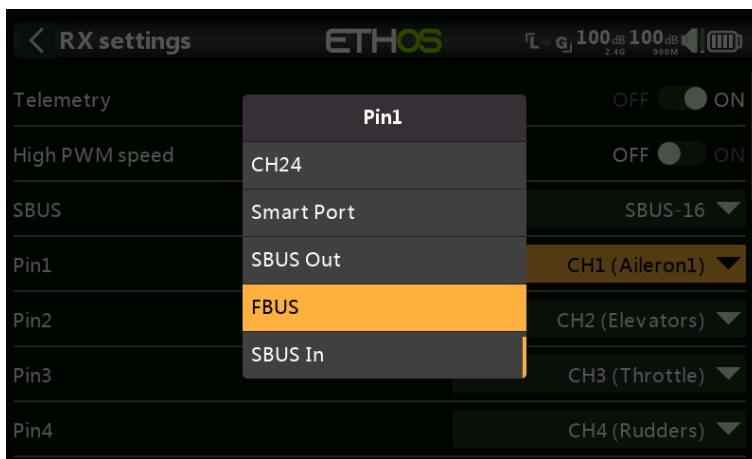 RX settings ETHOS L G 100dB 100dB
2.4G 900M
Telemetry OFF ON
Pin1
High PWM speed OFF ON
CH24
SBUS SBUS-16
Smart Port
Pin1 CH1 (Aileron1)
SBUS Out
Pin2 CH2 (Elevators)
FBUS
Pin3 CH3 (Throttle)
SBUS In
Pin4 CH4 (Rudders)